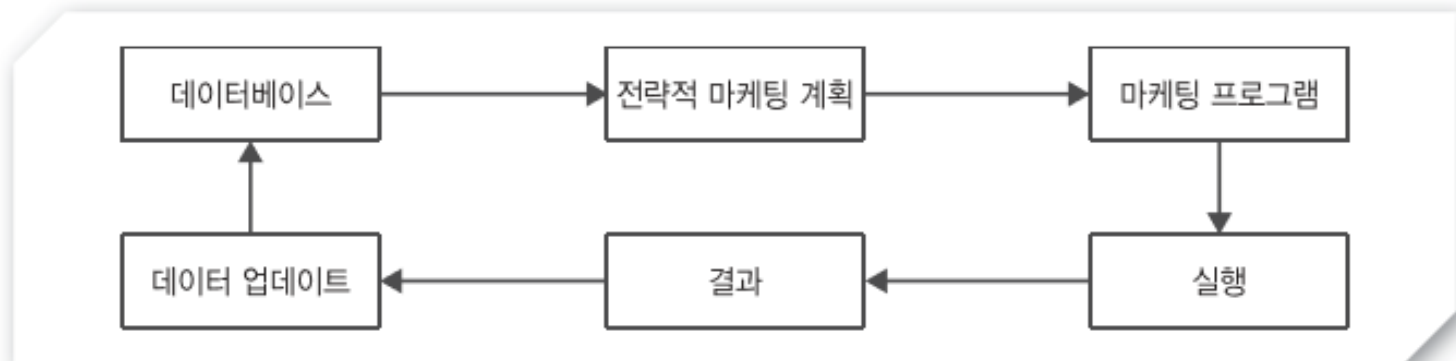 데이터베이스
전략적 마케팅 계획
마케팅 프로그램
데이터 업데이트
결과
실행